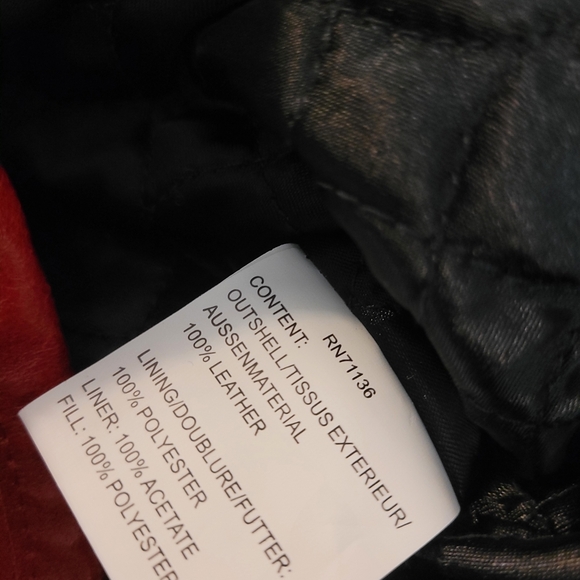 RN71136
CONTENT:
OUTSHELL/TISSUS EXTERIEUR/
AUSSENMATERIAL
100% LEATHER
LINING/DOUBLURE/FUTTER:
100% POLYESTER
LINER: 100% ACETATE
FILL: 100% POLYESTER